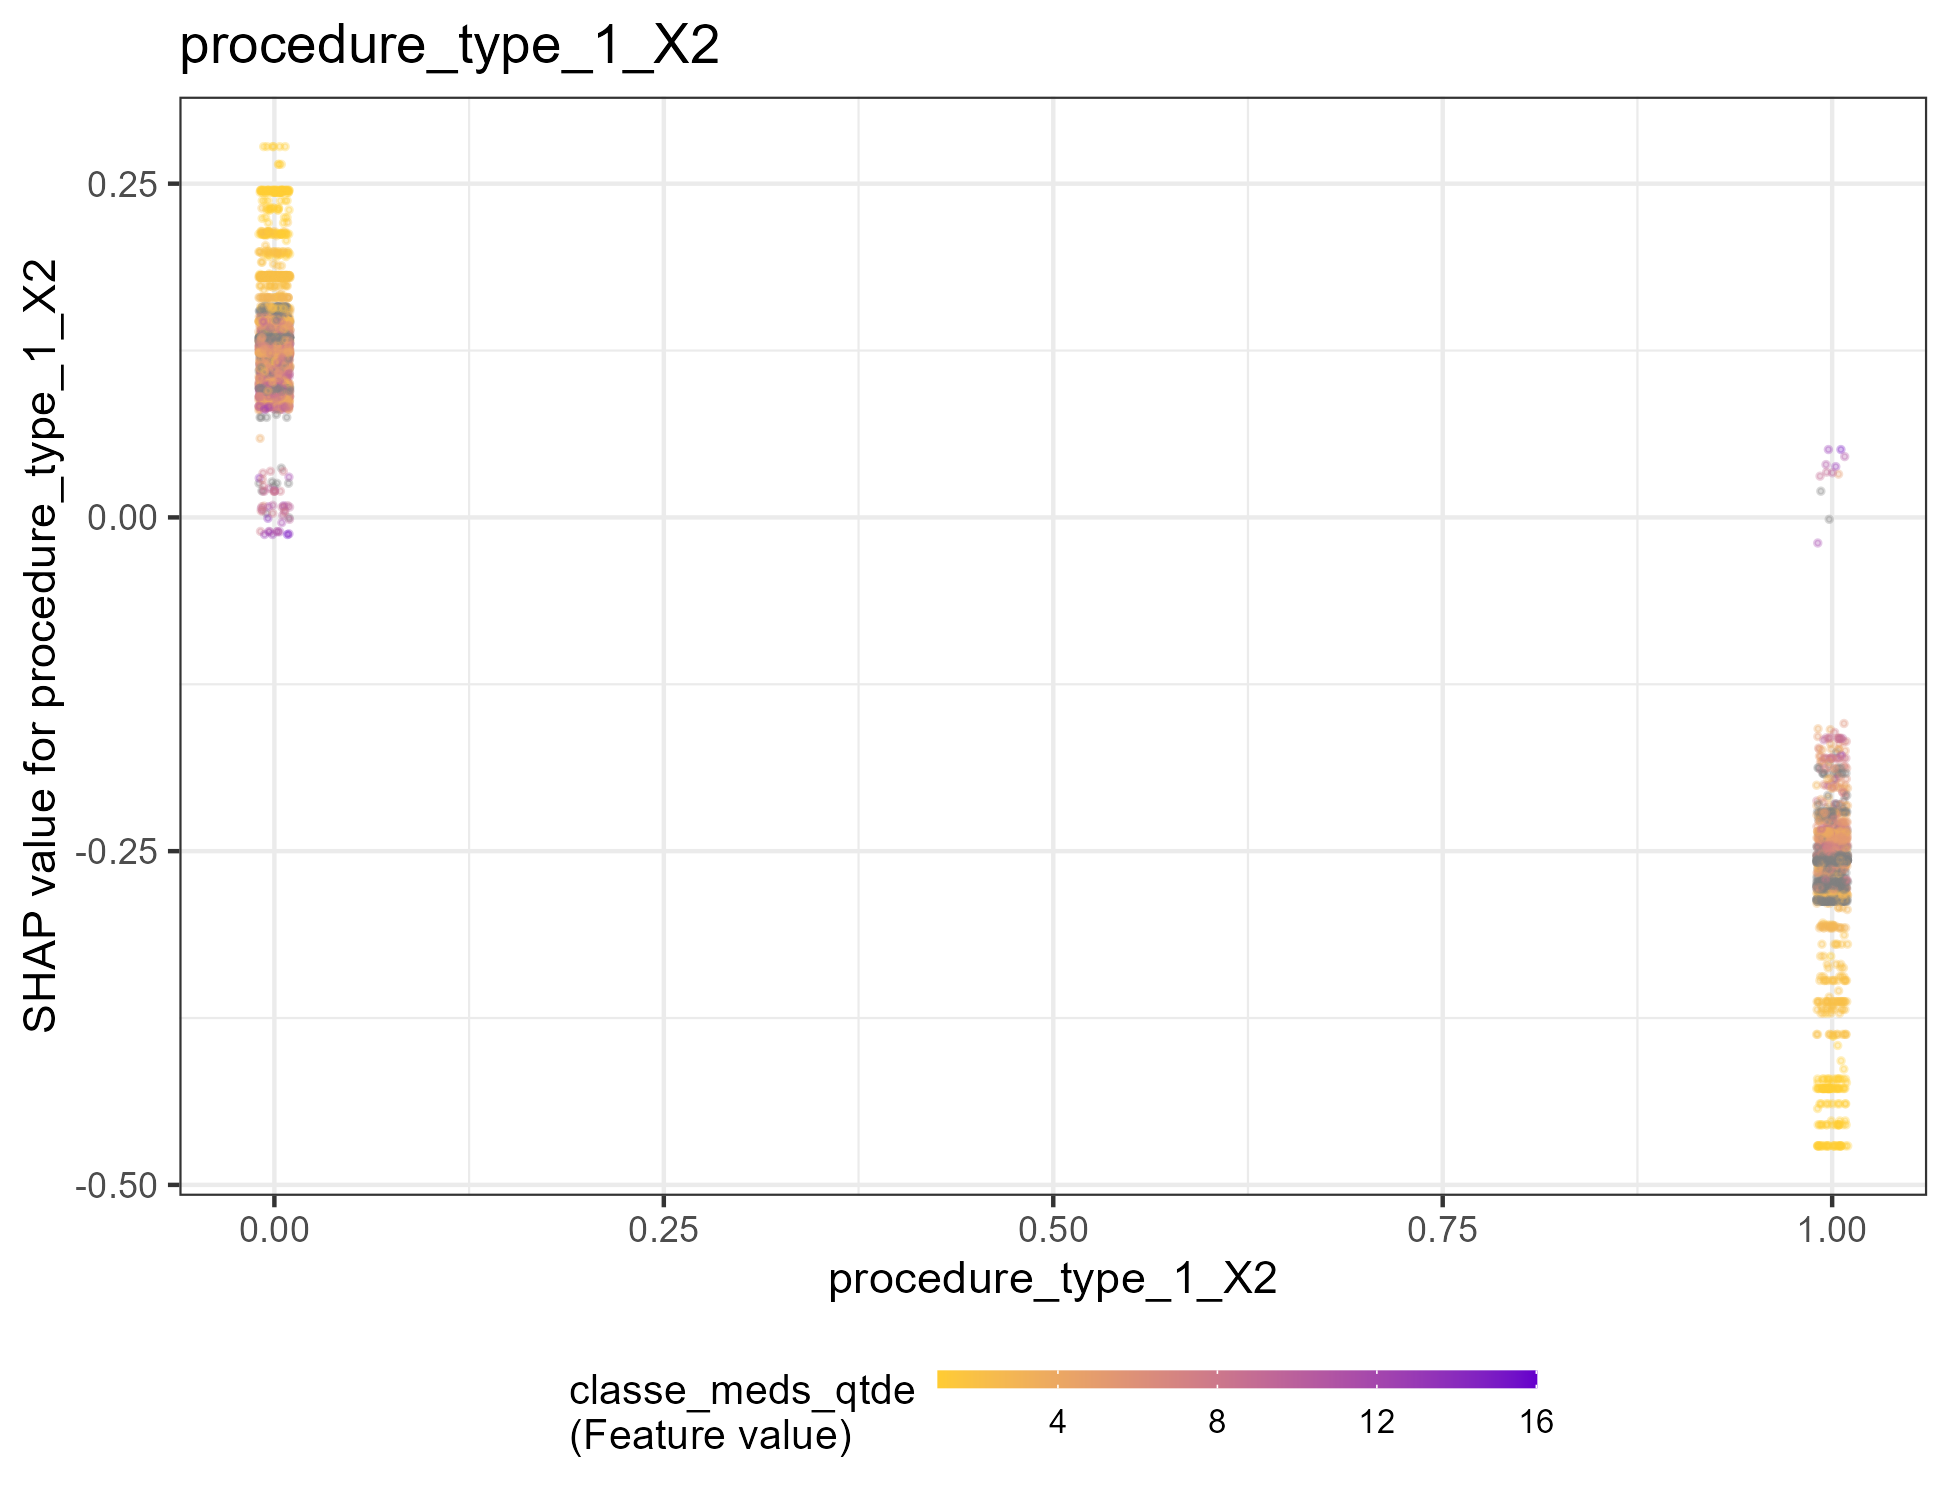 procedure_type_1_X2
SHAP value for procedure_type_1_X2
0.25
0.00
-0.25
-0.50
0.00
0.25
0.50
0.75
1.00
procedure_type_1_X2
classe_meds_qtde
(Feature value)
4
8
12
16